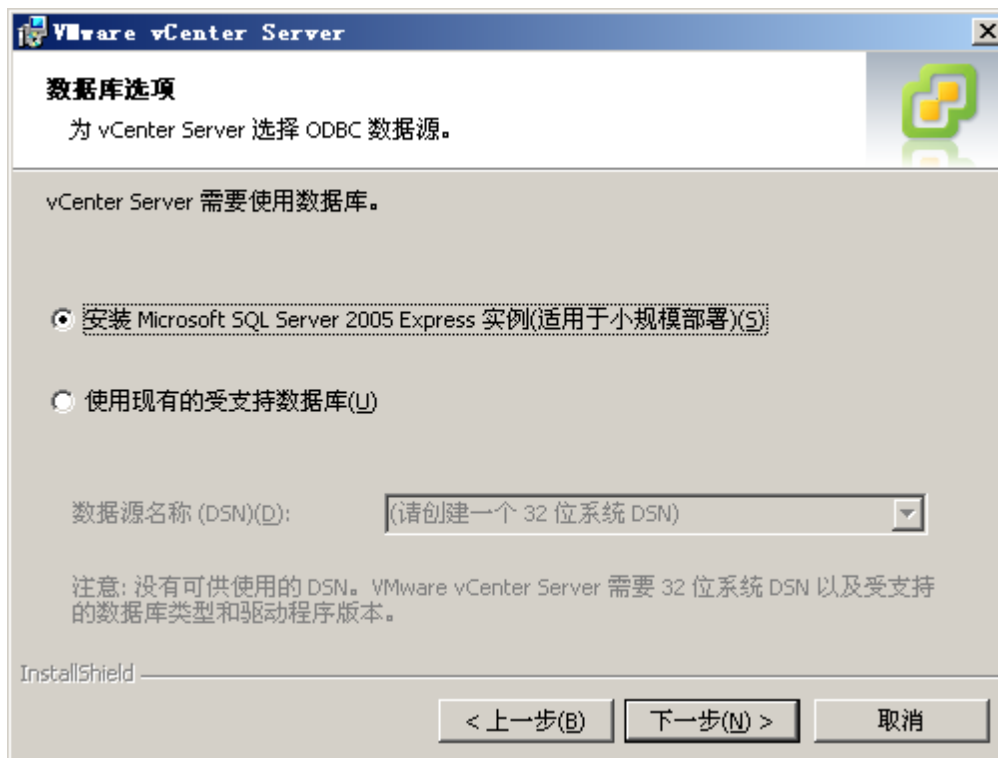 VMware vCenter Server
数据库选项
为 vCenter Server 选择 ODBC 数据源。
vCenter Server 需要使用数据库。
安装 Microsoft SQL Server 2005 Express 实例(适用于小规模部署)(S)
使用现有的受支持数据库(U)
数据源名称 (DSN)(D): (请创建一个 32 位系统 DSN)
注意: 没有可供使用的 DSN。VMware vCenter Server 需要 32 位系统 DSN 以及受支持
的数据库类型和驱动程序版本。
InstallShield
< 上一步(B) 下一步(N) > 取消